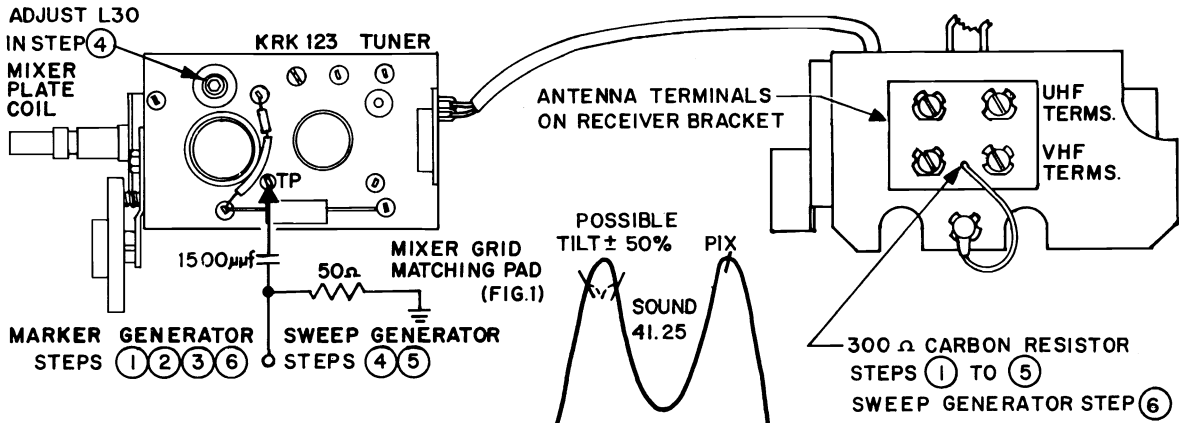 ADJUST L30
IN STEP ④
MIXER
PLATE
COIL
KRK 123 TUNER
TP
1500μμf
50Ω
MIXER GRID
MATCHING PAD
(FIG.1)
MARKER GENERATOR
STEPS ① ② ③ ⑥
SWEEP GENERATOR
STEPS ④ ⑤
ANTENNA TERMINALS
ON RECEIVER BRACKET
UHF
TERMS.
VHF
TERMS.
POSSIBLE
TILT ± 50%
PIX
SOUND
41.25
300 Ω CARBON RESISTOR
STEPS ① TO ⑤
SWEEP GENERATOR STEP ⑥